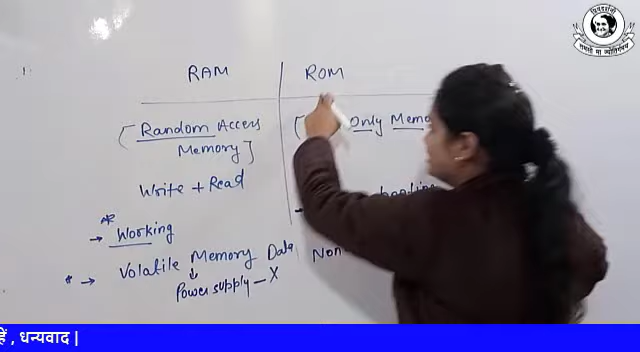 RAM
ROM
[Random Access
Memory]
Only Memo
Write + Read
Working
* → Volatile Memory Data
Non
Power supply - X
हैं , धन्यवाद |